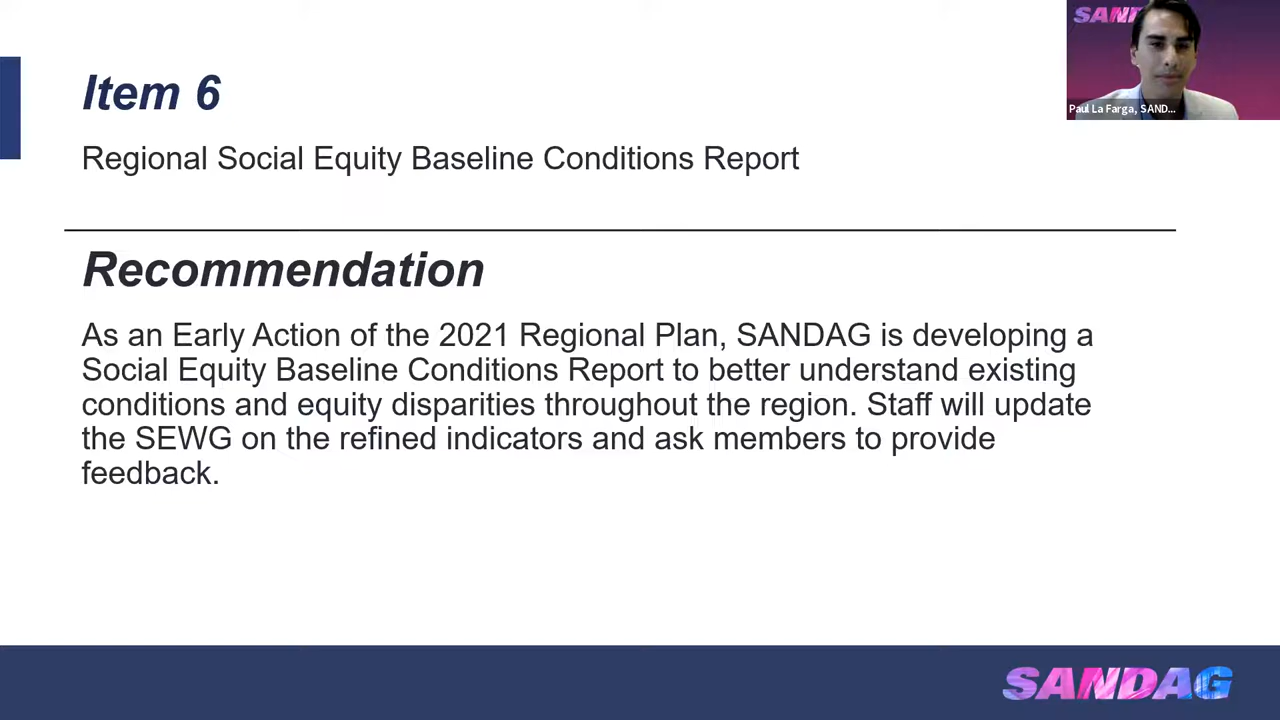 SAND
Paul La Farga, SAND...
Item 6
Regional Social Equity Baseline Conditions Report
Recommendation
As an Early Action of the 2021 Regional Plan, SANDAG is developing a
Social Equity Baseline Conditions Report to better understand existing
conditions and equity disparities throughout the region. Staff will update
the SEWG on the refined indicators and ask members to provide
feedback.
SANDAG